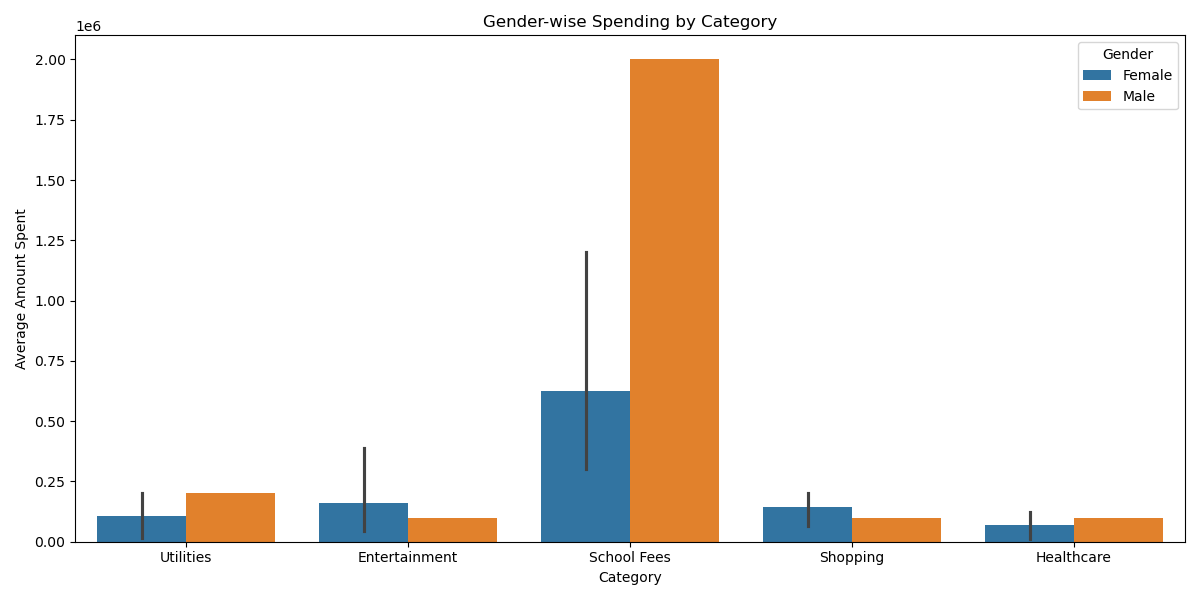 Gender-wise Spending by Category
1e6
2.00
1.75
1.50
1.25
1.00
0.75
0.50
0.25
0.00
Average Amount Spent
Gender
Female
Male
Utilities
Entertainment
School Fees
Shopping
Healthcare
Category